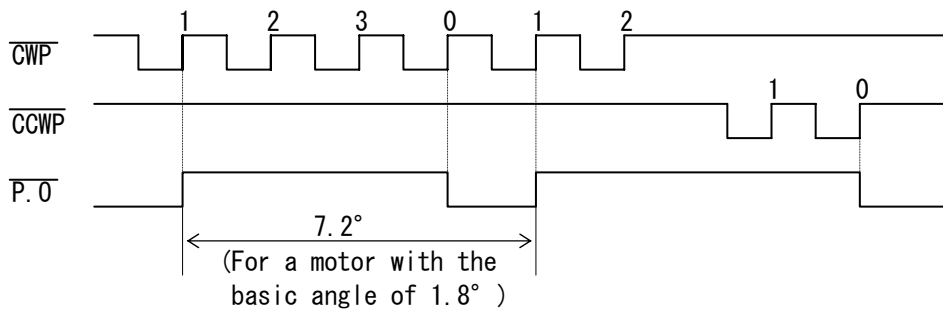 1 2 3 0 1 2
CWP
1 0
CCWP
P.O
7.2°
(For a motor with the
basic angle of 1.8° )